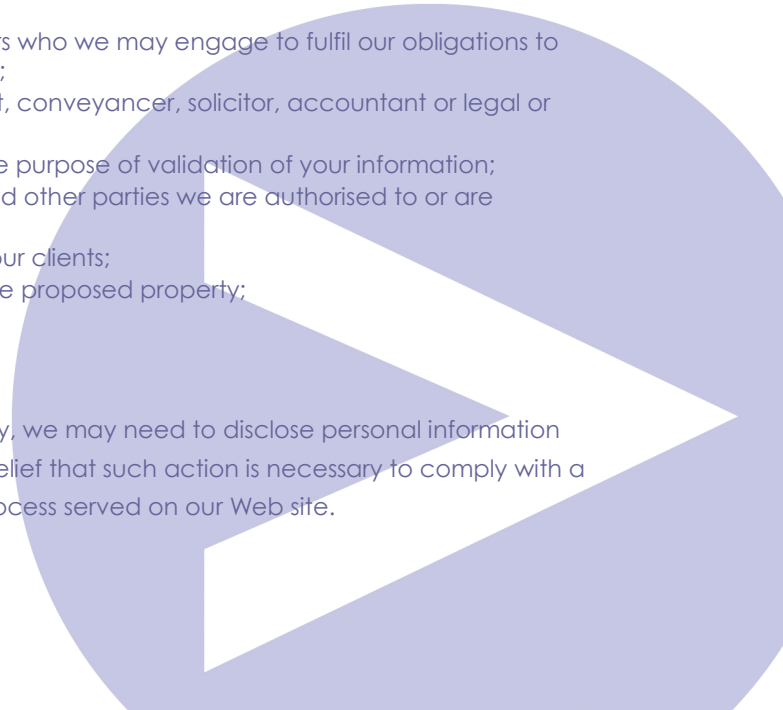 rs who we may engage to fulfil our obligations to
;
t, conveyancer, solicitor, accountant or legal or
e purpose of validation of your information;
d other parties we are authorised to or are
our clients;
e proposed property;
y, we may need to disclose personal information
elief that such action is necessary to comply with a
ocess served on our Web site.